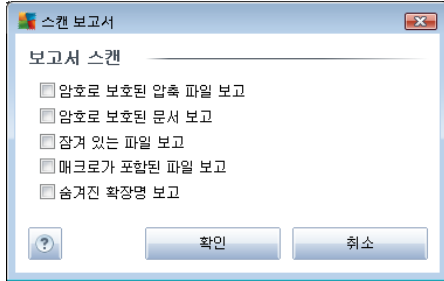 스캔 보고서
보고서 스캔
암호로 보호된 압축 파일 보고
암호로 보호된 문서 보고
잠겨 있는 파일 보고
매크로가 포함된 파일 보고
숨겨진 확장명 보고
?
확인
취소